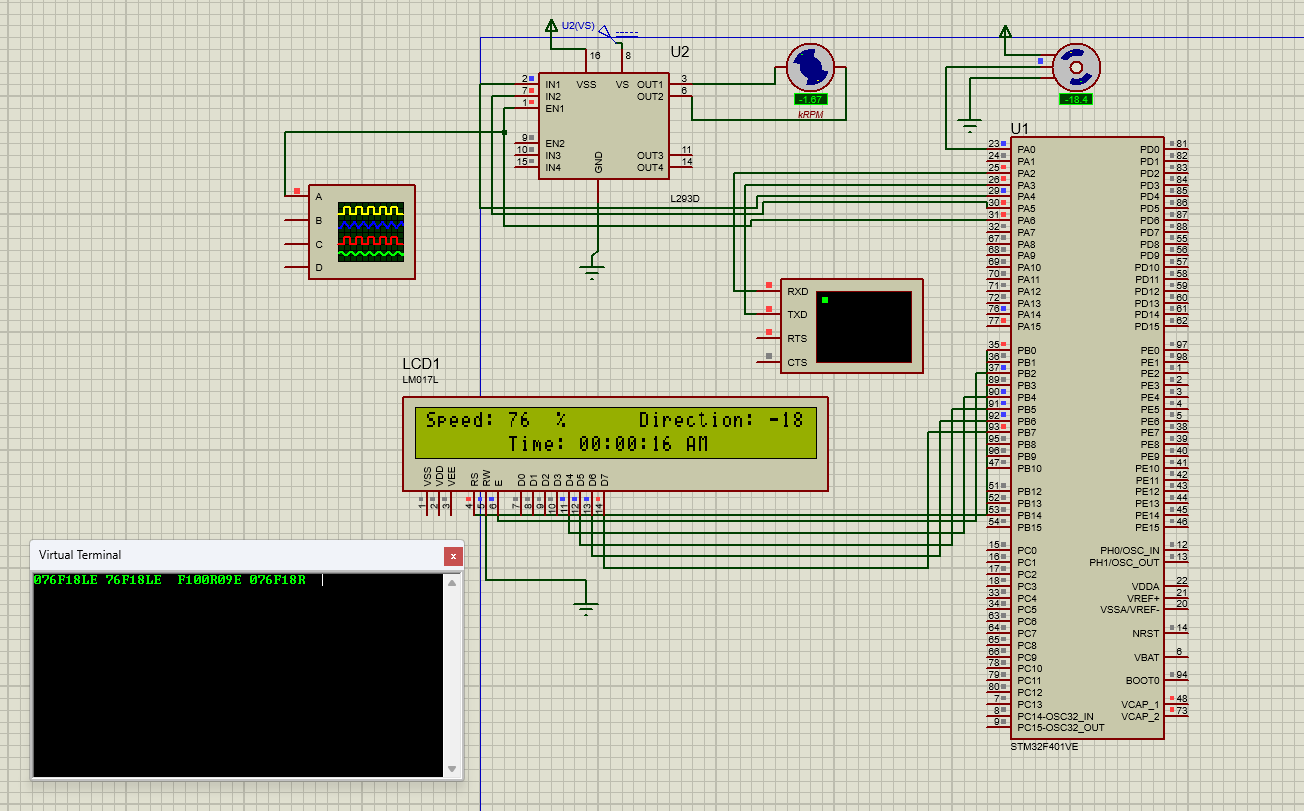 U2(VS)
16
8
U2
2
7
1
9
10
15
IN1
IN2
EN1
EN2
IN3
IN4
VSS
VS
GND
OUT1
OUT2
OUT3
OUT4
3
6
11
14
L293D
-1.67
kRPM
-18.4
A
B
C
D
RXD
TXD
RTS
CTS
LCD1
LM017L
Speed: 76 % Direction: -18
Time: 00:00:16 AM
VSS
VDD
VEE
RS
RW
E
D0
D1
D2
D3
D4
D5
D6
D7
1
2
3
4
5
6
7
8
9
10
11
12
13
14
Virtual Terminal
x
076F18LE 76F18LE F100R09E 076F18R
U1
23 PA0 PD0 81
24 PA1 PD1 82
25 PA2 PD2 83
26 PA3 PD3 84
29 PA4 PD4 85
30 PA5 PD5 86
31 PA6 PD6 87
32 PA7 PD7 88
67 PA8 PD8 55
68 PA9 PD9 56
69 PA10 PD10 57
70 PA11 PD11 58
71 PA12 PD12 59
72 PA13 PD13 60
76 PA14 PD14 61
77 PA15 PD15 62
35 PB0 PE0 97
36 PB1 PE1 98
37 PB2 PE2 1
89 PB3 PE3 2
90 PB4 PE4 3
91 PB5 PE5 4
92 PB6 PE6 5
93 PB7 PE7 38
95 PB8 PE8 39
96 PB9 PE9 40
47 PB10 PE10 41
PE11 42
51 PB12 PE12 43
52 PB13 PE13 44
53 PB14 PE14 45
54 PB15 PE15 46
15 PC0 PH0/OSC_IN 12
16 PC1 PH1/OSC_OUT 13
17 PC2
18 PC3 VDDA 22
33 PC4 VREF+ 21
34 PC5 VSSA/VREF- 20
63 PC6
64 PC7 NRST 14
65 PC8
66 PC9 VBAT 6
78 PC10
79 PC11 BOOT0 94
80 PC12
7 PC13 VCAP_1 48
8 PC14-OSC32_IN VCAP_2 73
9 PC15-OSC32_OUT
STM32F401VE